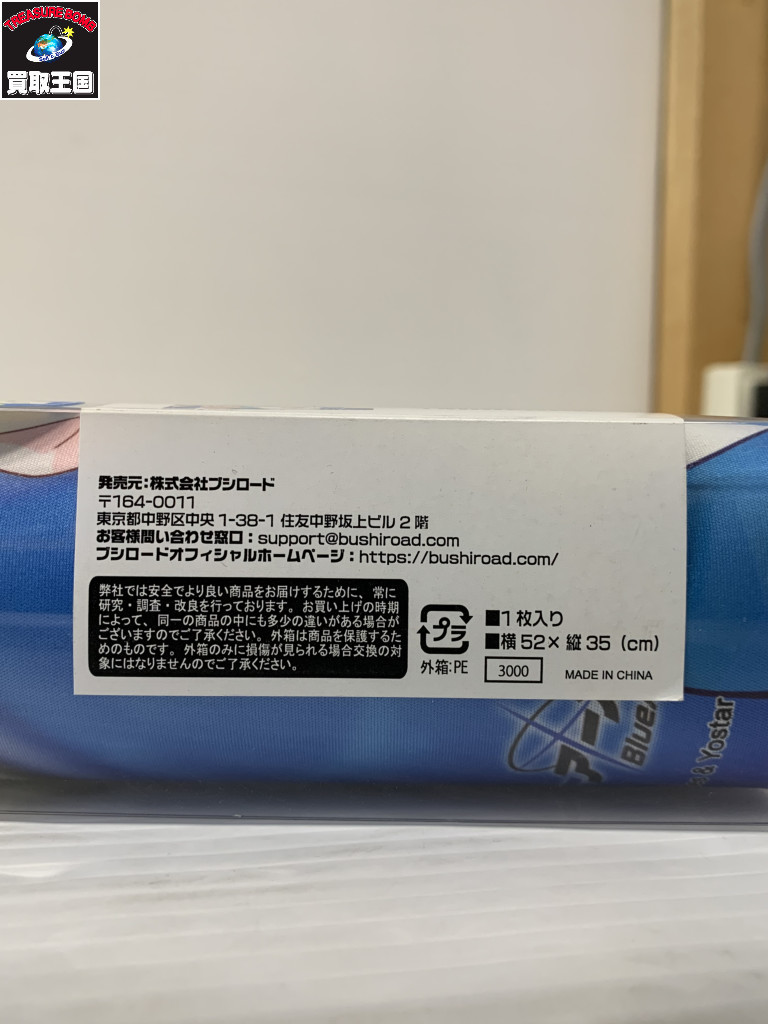 TREASURE BOMB
買取王国
発売元:株式会社ブシロード
〒164-0011
東京都中野区中央1-38-1 住友中野坂上ビル2階
お客様問い合わせ窓口：support@bushiroad.com
ブシロードオフィシャルホームページ：https://bushiroad.com/
弊社では安全でより良い商品をお届けするために、常に
研究・調査・改良を行っております。お買い上げの時期
によって、同一の商品の中にも多少の違いがある場合が
ございますのでご了承ください。外箱は商品を保護するた
めのものです。外箱のみに損傷が見られる場合交換の対
象にはなりませんのでご了承ください。
プラ
外箱:PE
■1枚入り
■横52×縦35（cm）
3000
MADE IN CHINA
アー
Blue
& Yostar